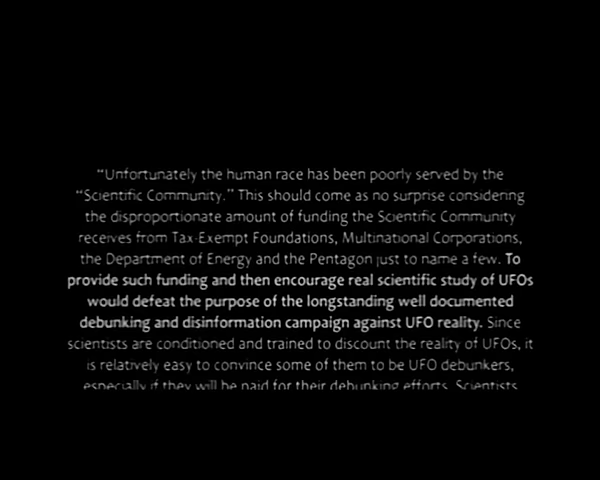 “Unfortunately the human race has been poorly served by the
“Scientific Community.” This should come as no surprise considering
the disproportionate amount of funding the Scientific Community
receives from Tax-Exempt Foundations, Multinational Corporations,
the Department of Energy and the Pentagon just to name a few. To
provide such funding and then encourage real scientific study of UFOs
would defeat the purpose of the longstanding well documented
debunking and disinformation campaign against UFO reality. Since
scientists are conditioned and trained to discount the reality of UFOs, it
is relatively easy to convince some of them to be UFO debunkers,
especially if they will be paid for their debunking efforts. Scientists